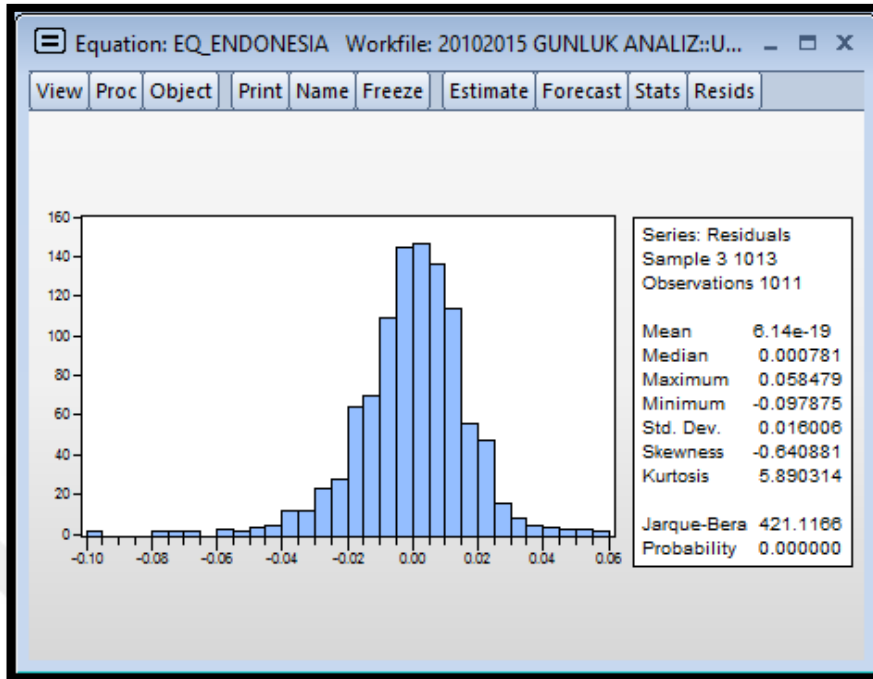 Equation: EQ_ENDONESIA Workfile: 20102015 GUNLUK ANALIZ::U...
View Proc Object Print Name Freeze Estimate Forecast Stats Resids
160
140
120
100
80
60
40
20
0
-0.10 -0.08 -0.06 -0.04 -0.02 0.00 0.02 0.04 0.06
Series: Residuals
Sample 3 1013
Observations 1011
Mean 6.14e-19
Median 0.000781
Maximum 0.058479
Minimum -0.097875
Std. Dev. 0.016006
Skewness -0.640881
Kurtosis 5.890314
Jarque-Bera 421.1166
Probability 0.000000